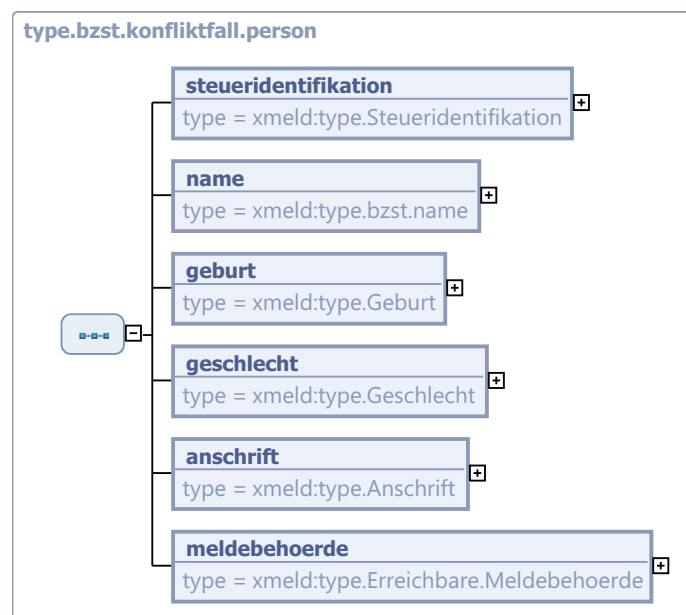 type.bzst.konfliktfall.person
steueridentifikation
type = xmeld:type.Steueridentifikation
name
type = xmeld:type.bzst.name
geburt
type = xmeld:type.Geburt
geschlecht
type = xmeld:type.Geschlecht
anschrift
type = xmeld:type.Anschrift
meldebehoerde
type = xmeld:type.Erreichbare.Meldebehoerde